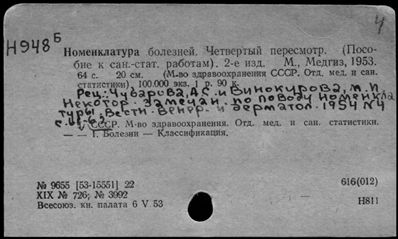 4
Н948Б
Номенклатура болезней. Четвертый пересмотр. (Посо-
бие к сан.-стат. работам). 2-е изд. М., Медгиз, 1953.
64 с. 20 см. (М-во здравоохранения СССР. Отд. мед. и сан.
статистики). 100.000 экз. 1 р. 90 к.
Рец.: Чуварова, А.С. и Винокурова, М.П
Некотор. замечан. по поводу номенкла
туры, Вестн. Венер. и дерматол. 1954 №4
с. 61-62
СССР. М-во здравоохранения. Отд. мед. и сан. статистики.
— — 1. Болезни — Классификация.
№ 9655 [53-15551] 22
616(012)
XIX № 726; № 3992
Н811
Всесоюз. кн. палата 6 V 53